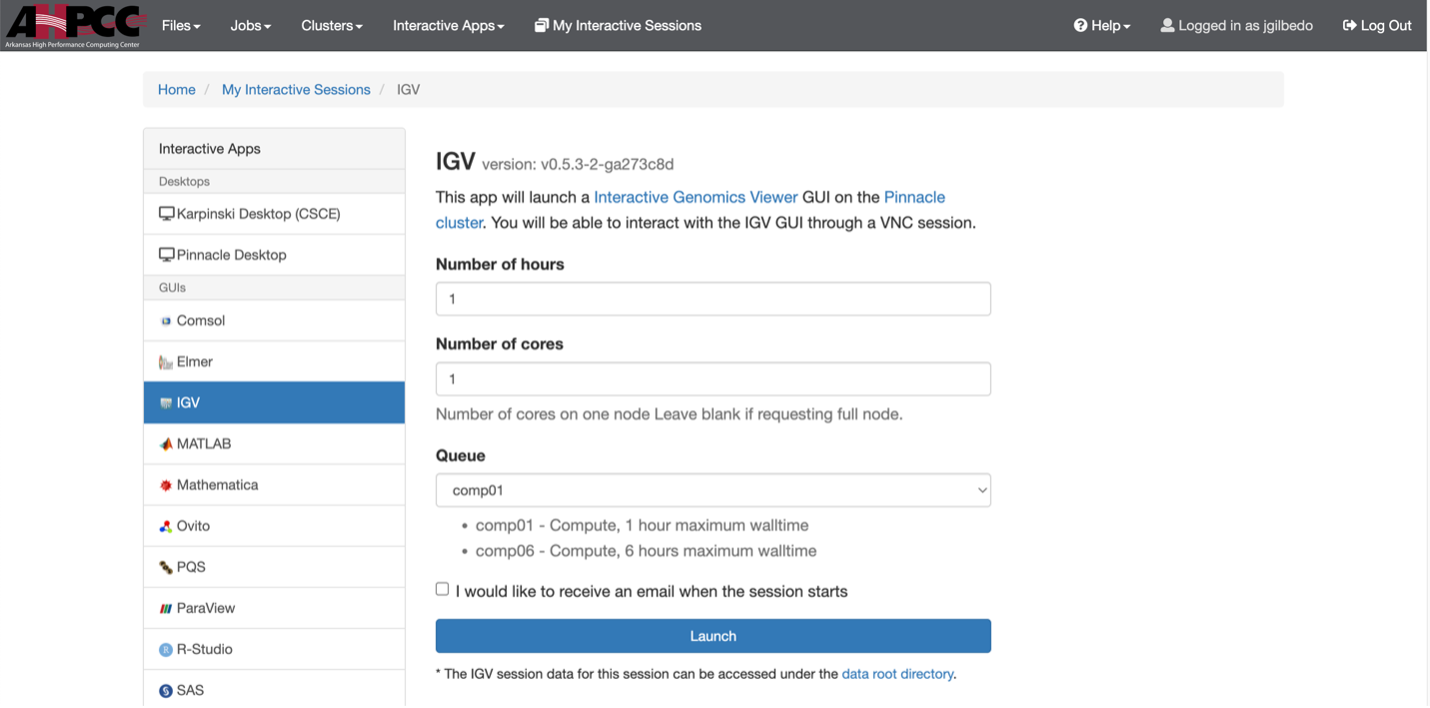 AHPCC
Arkansas High Performance Computing Center
Files
Jobs
Clusters
Interactive Apps
My Interactive Sessions
Help
Logged in as jgilbedo
Log Out
Home / My Interactive Sessions / IGV
Interactive Apps
Desktops
Karpinski Desktop (CSCE)
Pinnacle Desktop
GUIs
Comsol
Elmer
IGV
MATLAB
Mathematica
Ovito
PQS
ParaView
R-Studio
SAS
IGV version: v0.5.3-2-ga273c8d
This app will launch a Interactive Genomics Viewer GUI on the Pinnacle
cluster. You will be able to interact with the IGV GUI through a VNC session.
Number of hours
1
Number of cores
1
Number of cores on one node Leave blank if requesting full node.
Queue
comp01
• comp01 - Compute, 1 hour maximum walltime
• comp06 - Compute, 6 hours maximum walltime
I would like to receive an email when the session starts
Launch
* The IGV session data for this session can be accessed under the data root directory.